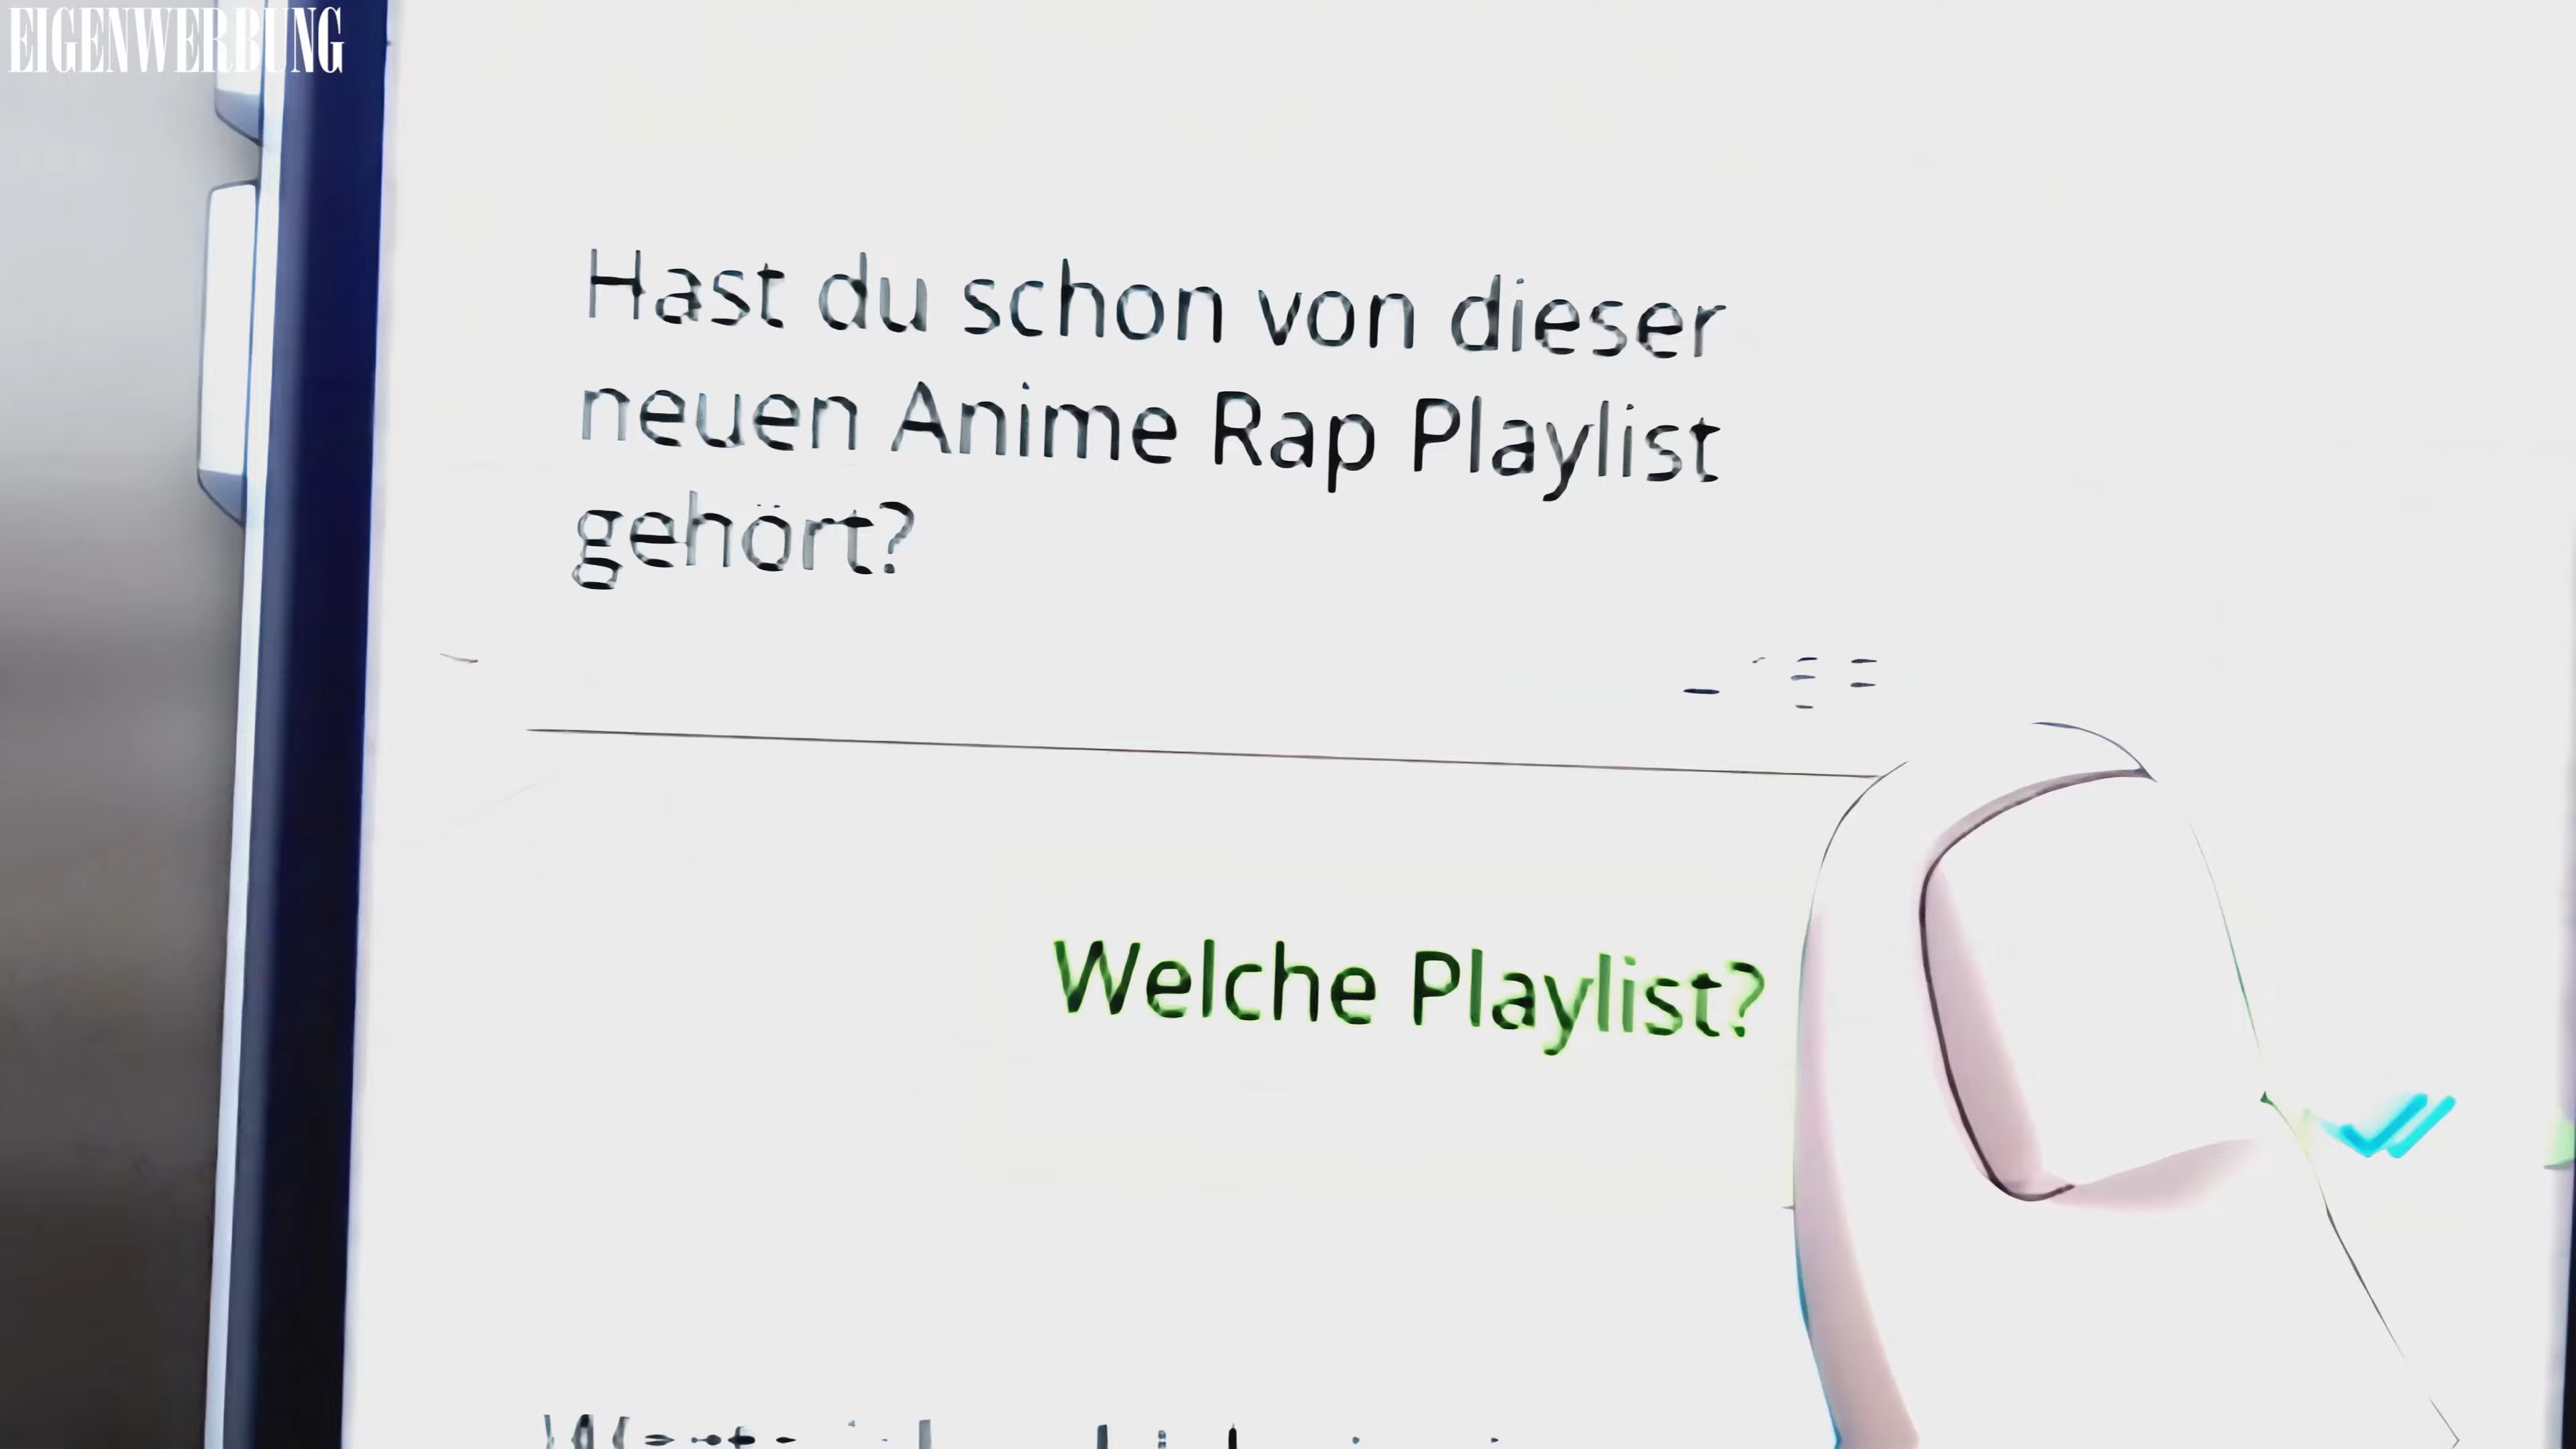 EIGENWERBUNG
Hast du schon von dieser
neuen Anime Rap Playlist
gehört?
Welche Playlist?